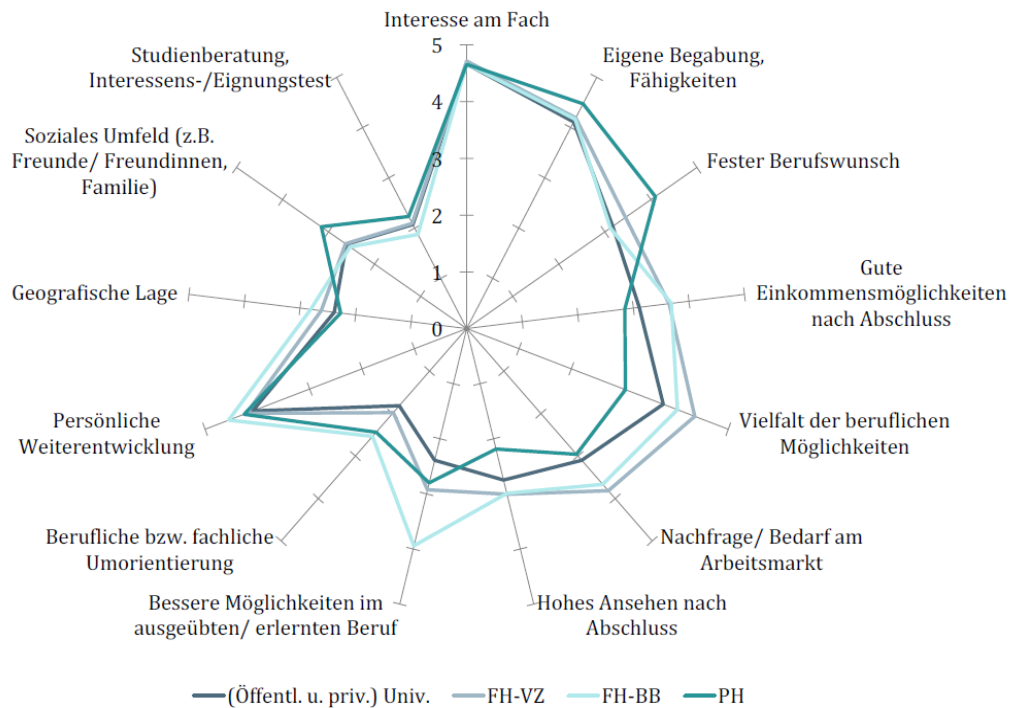 Interesse am Fach
Eigene Begabung,
Fähigkeiten
Fester Berufswunsch
Gute
Einkommensmöglichkeiten
nach Abschluss
Vielfalt der beruflichen
Möglichkeiten
Nachfrage/ Bedarf am
Arbeitsmarkt
Hohes Ansehen nach
Abschluss
Bessere Möglichkeiten im
ausgeübten/ erlernten Beruf
Berufliche bzw. fachliche
Umorientierung
Persönliche
Weiterentwicklung
Geografische Lage
Soziales Umfeld (z.B.
Freunde/ Freundinnen,
Familie)
Studienberatung,
Interessens-/Eignungstest
5
4
3
2
1
0
(Öffentl. u. priv.) Univ.
FH-VZ
FH-BB
PH